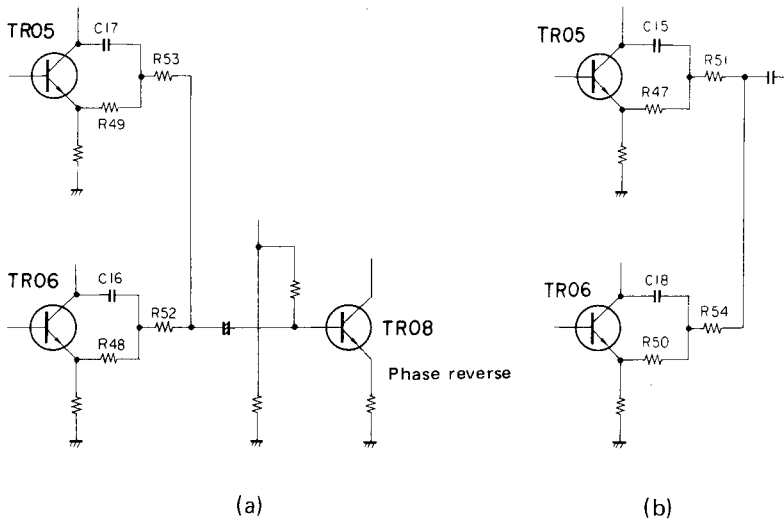 TR05
C17
R53
R49
TR06
C16
R52
R48
TR08
Phase reverse
(a)
TR05
C15
R51
R47
TR06
C18
R54
R50
(b)